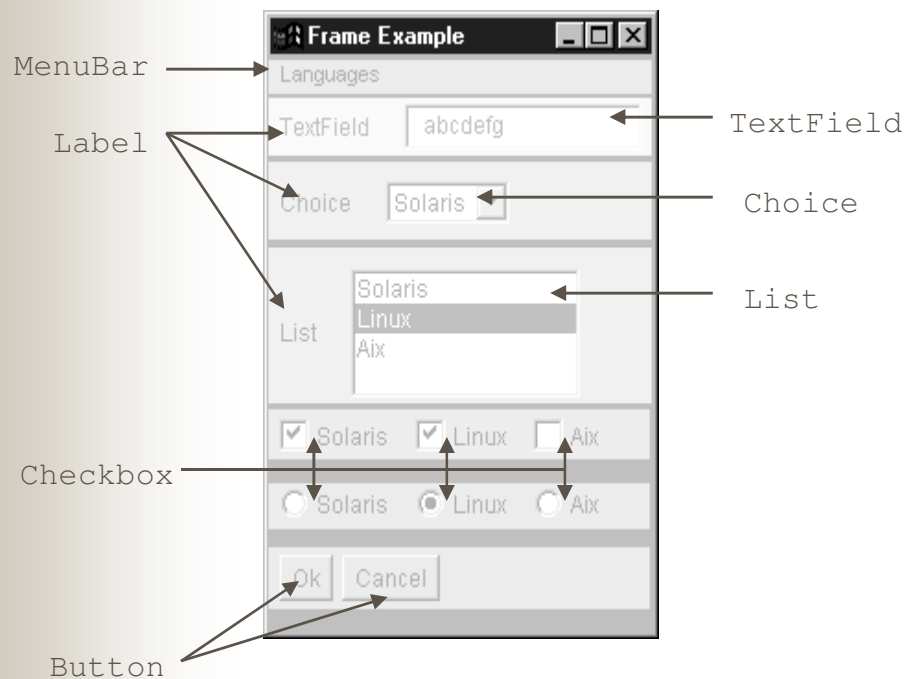 Frame Example
MenuBar
Languages
Label
TextField
abcdefg
TextField
Choice
Solaris
Choice
List
Solaris
Linux
Aix
List
Checkbox
Solaris Linux Aix
Solaris Linux Aix
Ok Cancel
Button